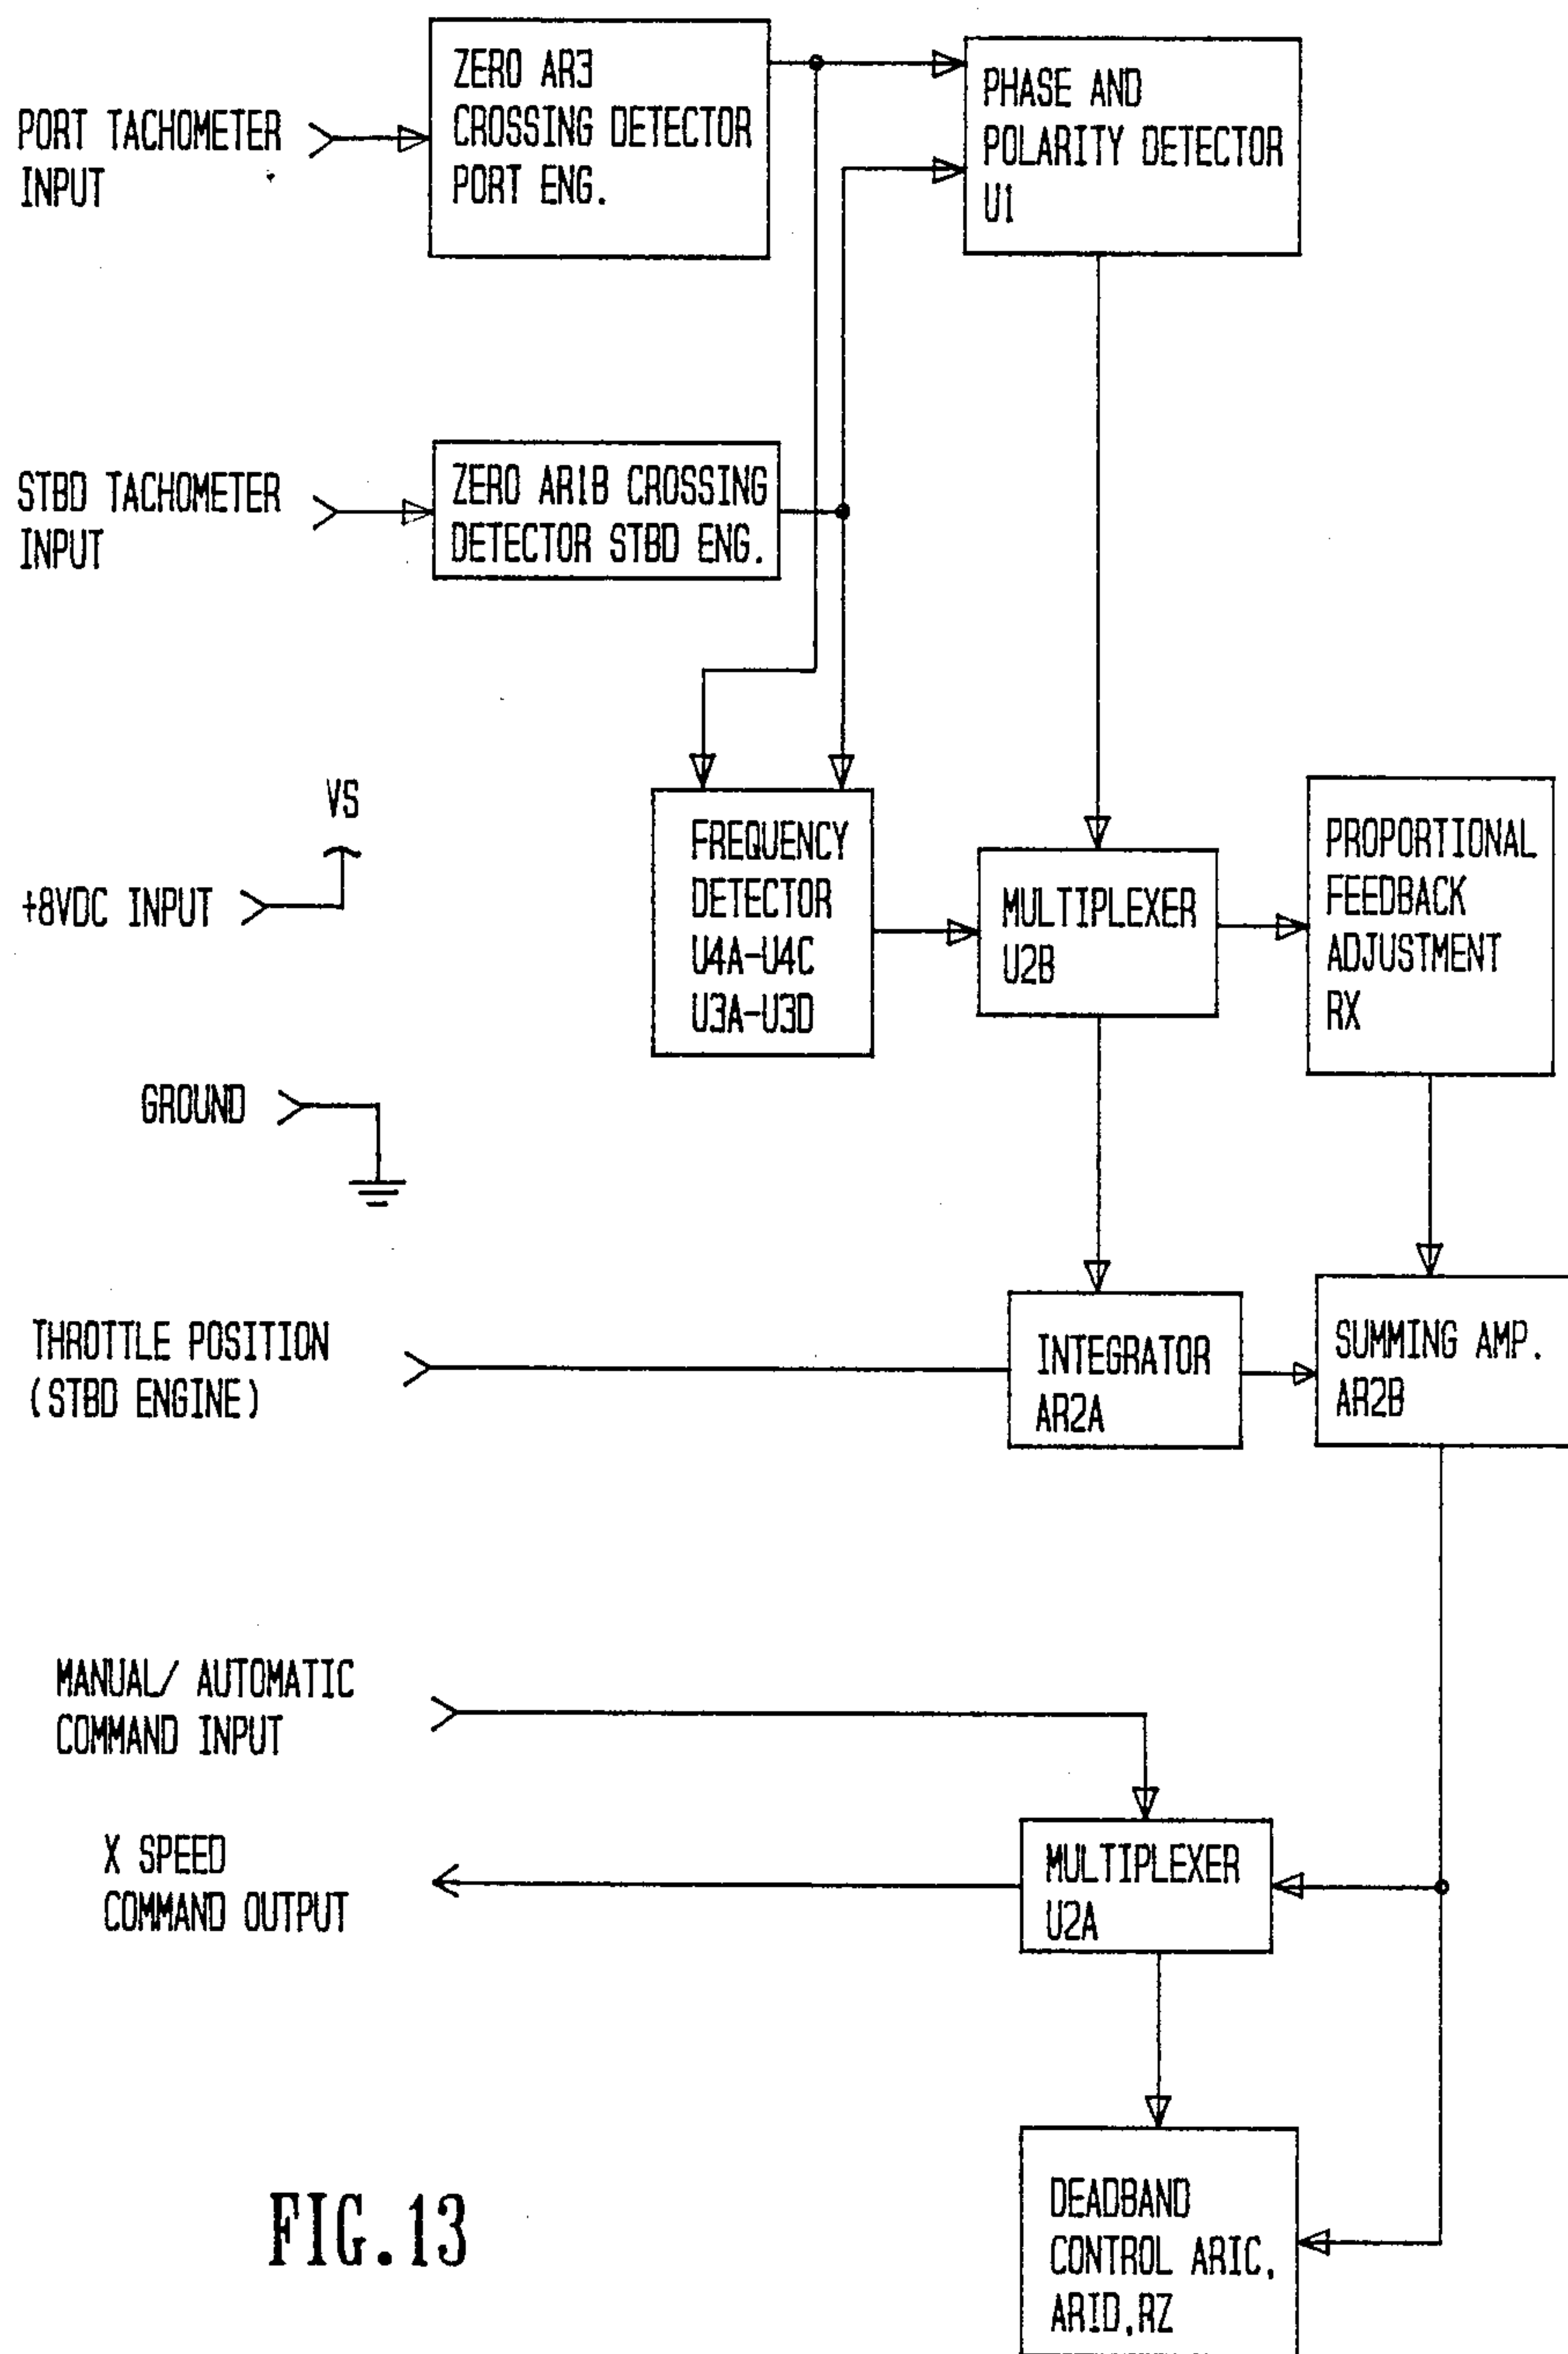 ZERO AR3
CROSSING DETECTOR
PORT ENG.
PHASE AND
POLARITY DETECTOR
U1
PORT TACHOMETER
INPUT
STBD TACHOMETER
INPUT
ZERO AR1B CROSSING
DETECTOR STBD ENG.
VS
+8VDC INPUT
FREQUENCY
DETECTOR
U4A-U4C
U3A-U3D
MULTIPLEXER
U2B
PROPORTIONAL
FEEDBACK
ADJUSTMENT
RX
GROUND
THROTTLE POSITION
(STBD ENGINE)
INTEGRATOR
AR2A
SUMMING AMP.
AR2B
MANUAL/ AUTOMATIC
COMMAND INPUT
X SPEED
COMMAND OUTPUT
MULTIPLEXER
U2A
DEADBAND
CONTROL ARIC,
ARID,RZ
FIG.13